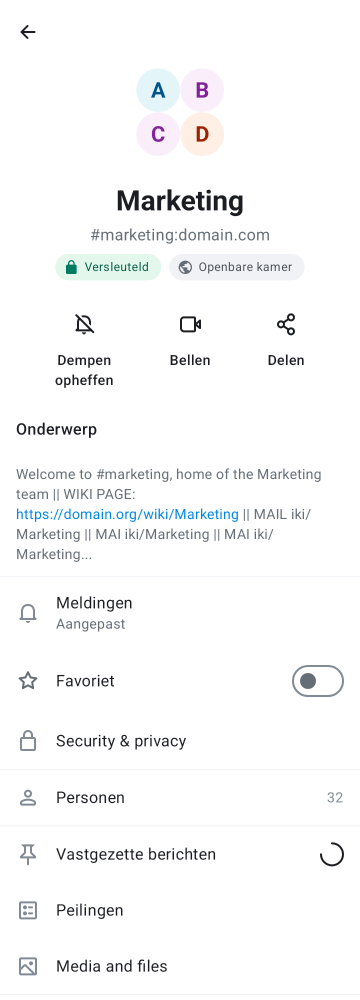 A B
C D
Marketing
#marketing:domain.com
Versleuteld Openbare kamer
Dempen opheffen Bellen Delen
Onderwerp
Welcome to #marketing, home of the Marketing
team || WIKI PAGE:
https://domain.org/wiki/Marketing || MAIL iki/
Marketing || MAI iki/Marketing || MAI iki/
Marketing...
Meldingen
Aangepast
Favoriet
Security & privacy
Personen 32
Vastgezette berichten
Peilingen
Media and files